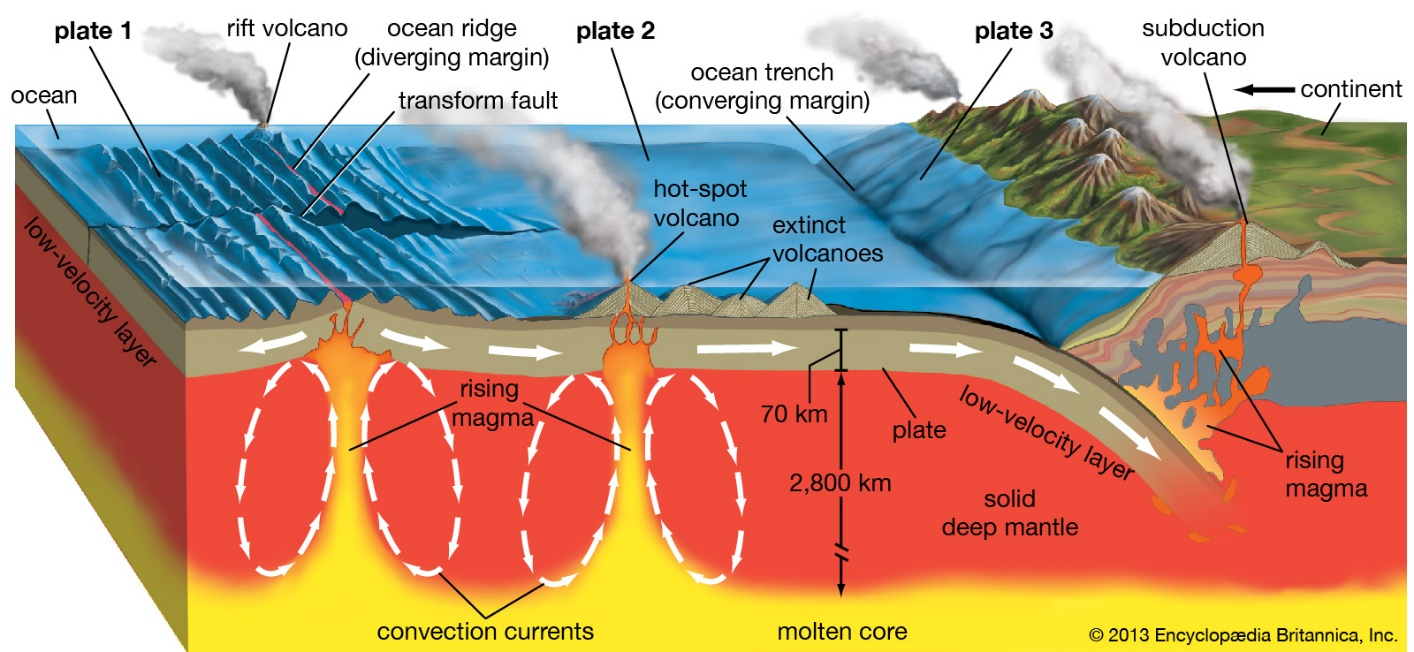 plate 1
rift volcano
ocean ridge
(diverging margin)
plate 2
plate 3
subduction
volcano
ocean
transform fault
ocean trench
(converging margin)
continent
hot-spot
volcano
extinct
volcanoes
low-velocity layer
rising
magma
70 km
plate
low-velocity layer
2,800 km
solid
deep mantle
rising
magma
convection currents
molten core
© 2013 Encyclopædia Britannica, Inc.